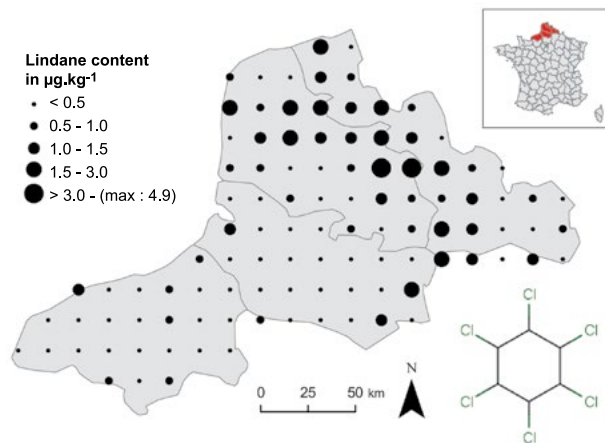 Lindane content
in µg.kg-1
< 0.5
0.5 - 1.0
1.0 - 1.5
1.5 - 3.0
> 3.0 - (max : 4.9)
N
0 25 50 km
Cl
Cl Cl
Cl Cl
Cl